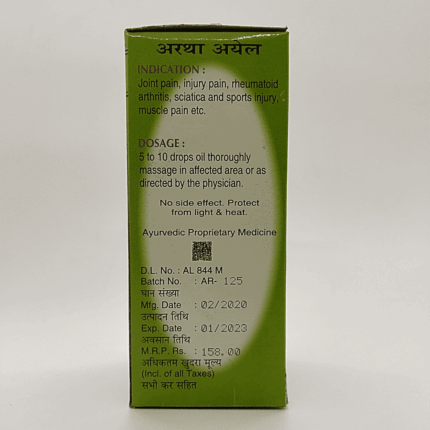 अरथा अयेल
INDICATION :
Joint pain, injury pain, rheumatoid
arthritis, sciatica and sports injury,
muscle pain etc.
DOSAGE :
5 to 10 drops oil thoroughly
massage in affected area or as
directed by the physician.
No side effect. Protect
from light & heat.
Ayurvedic Proprietary Medicine
D.L. No. : AL 844 M
Batch No. : AR- 125
घान संख्या
Mfg. Date : 02/2020
उत्पादन तिथि
Exp. Date : 01/2023
अवसान तिथि
M.R.P. Rs. : 158.00
अधिकतम खुदरा मूल्य
(Incl. of all Taxes)
सभी कर सहित